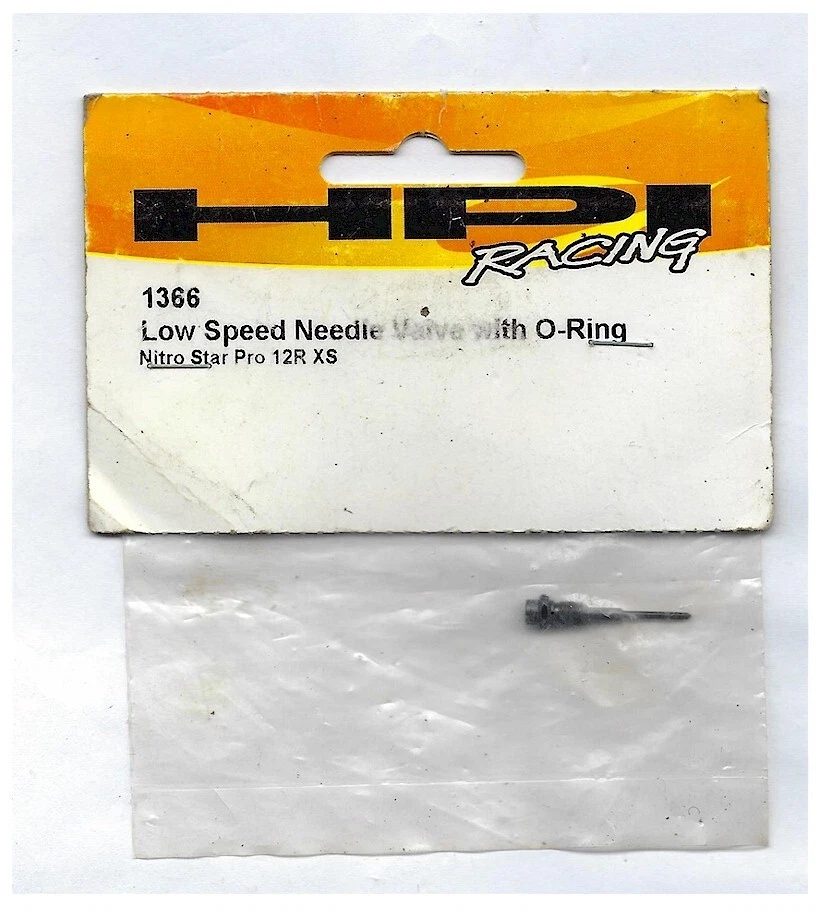 HPI
RACING
1366
Low Speed Needle Valve with O-Ring
Nitro Star Pro 12R XS